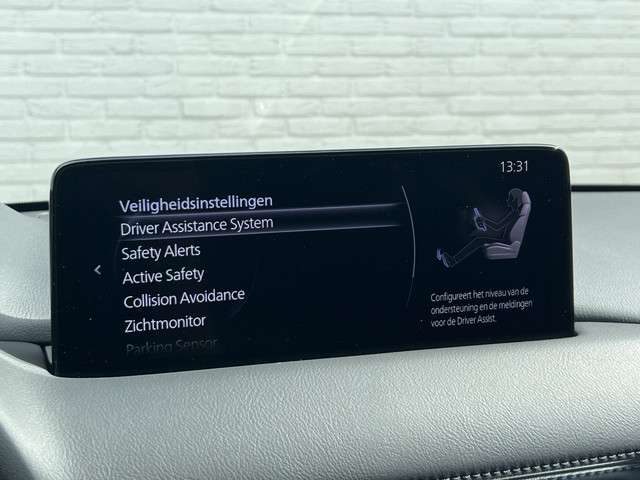 13:31
Veiligheidsinstellingen
Driver Assistance System
Safety Alerts
Active Safety
Collision Avoidance
Zichtmonitor
Parking Sensor
Configureert het niveau van de
ondersteuning en de meldingen
voor de Driver Assist.